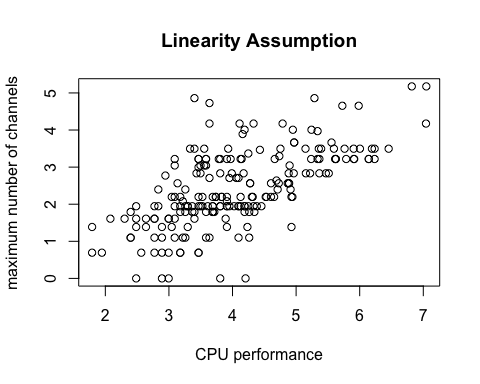 Linearity Assumption
maximum number of channels
5
4
3
2
1
0
2 3 4 5 6 7
CPU performance